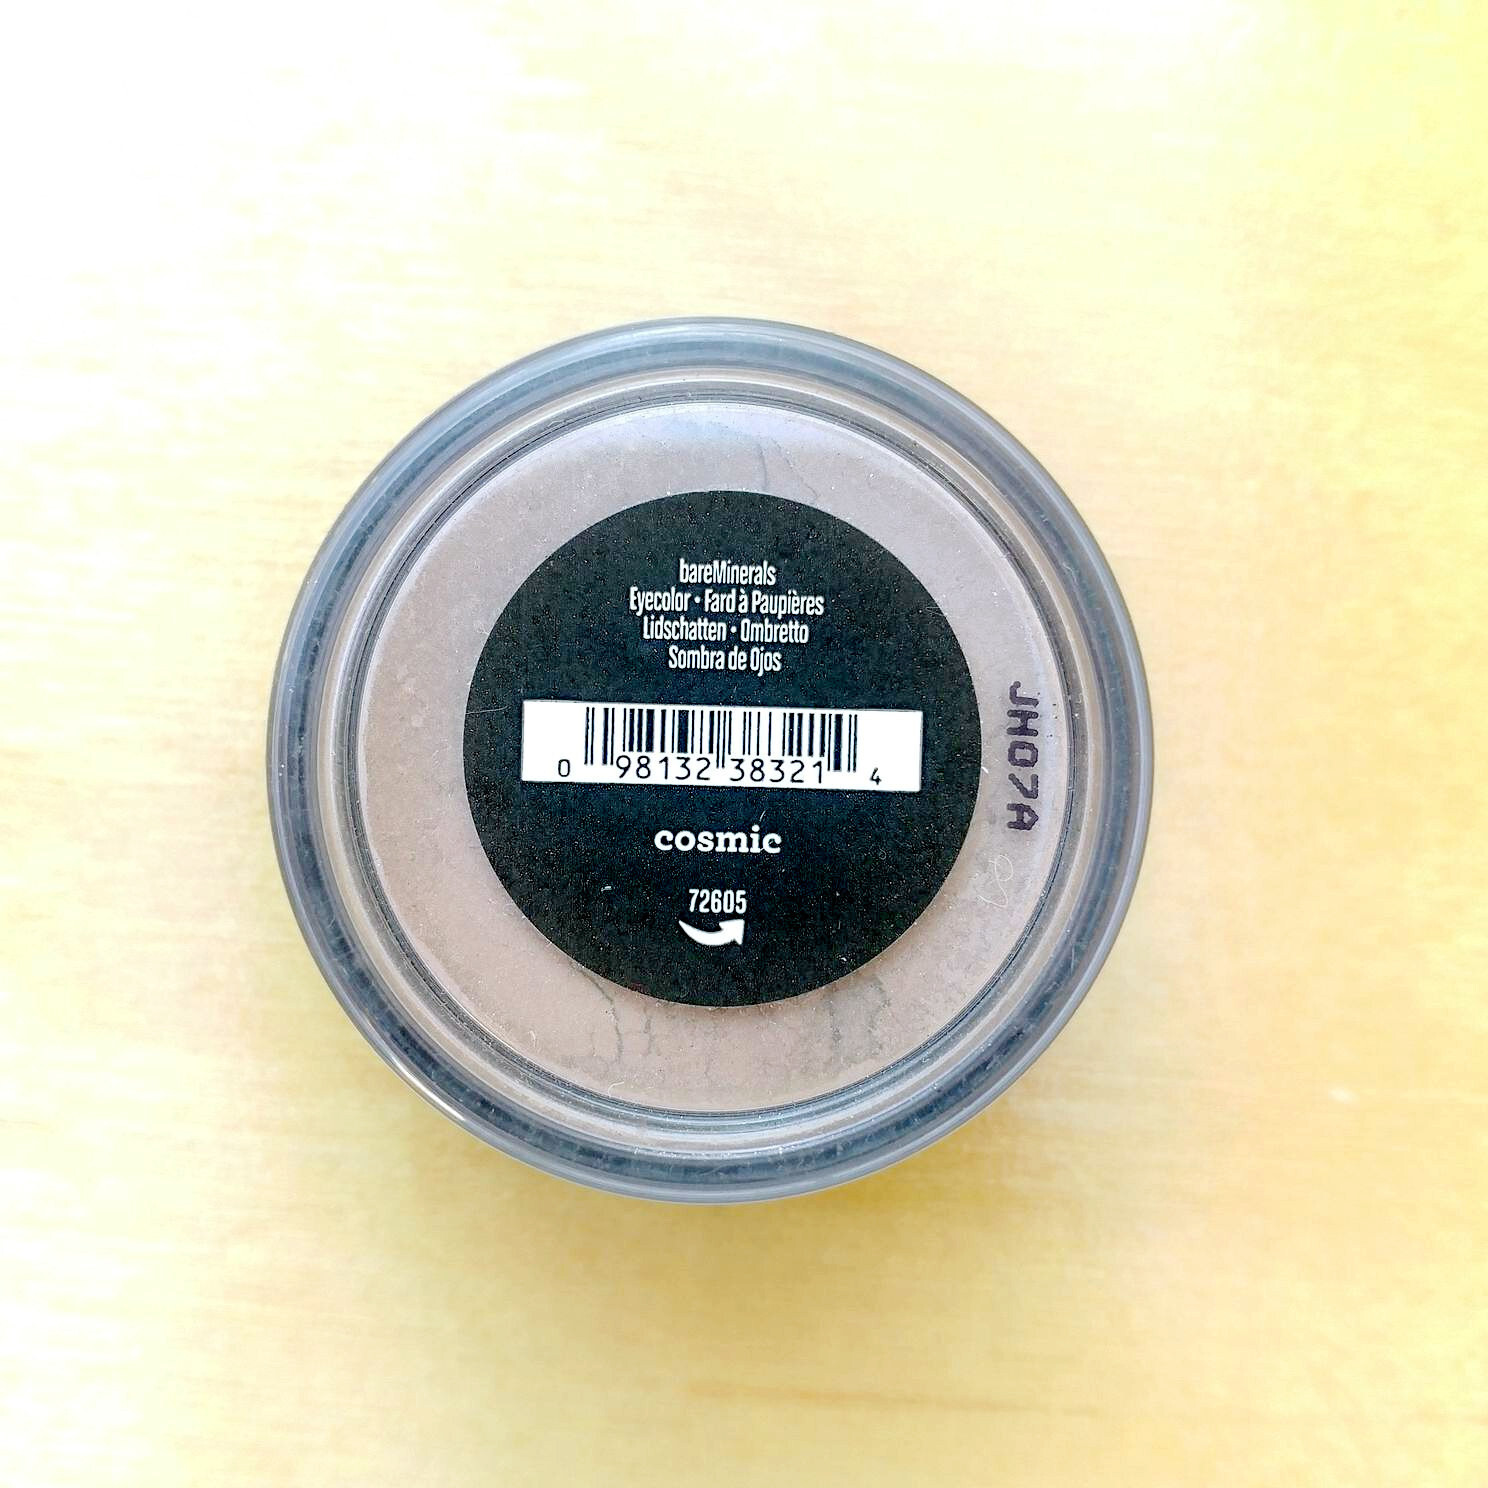 bareMinerals
Eyecolor • Fard à Paupières
Lidschatten • Ombretto
Sombra de Ojos
0 98132 38321 4
cosmic
72605
JH07A